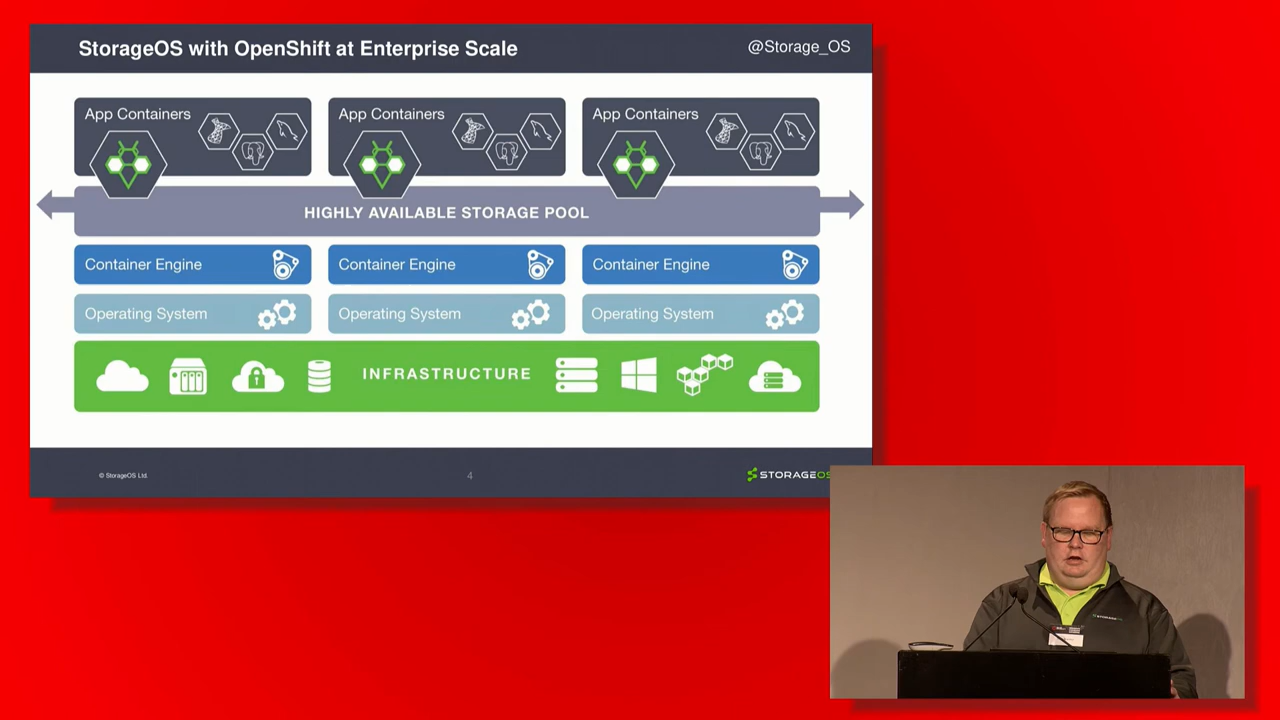 StorageOS with OpenShift at Enterprise Scale
@Storage_OS
App Containers
App Containers
App Containers
HIGHLY AVAILABLE STORAGE POOL
Container Engine
Container Engine
Container Engine
Operating System
Operating System
Operating System
INFRASTRUCTURE
© StorageOS Ltd.
4
STORAGEOS